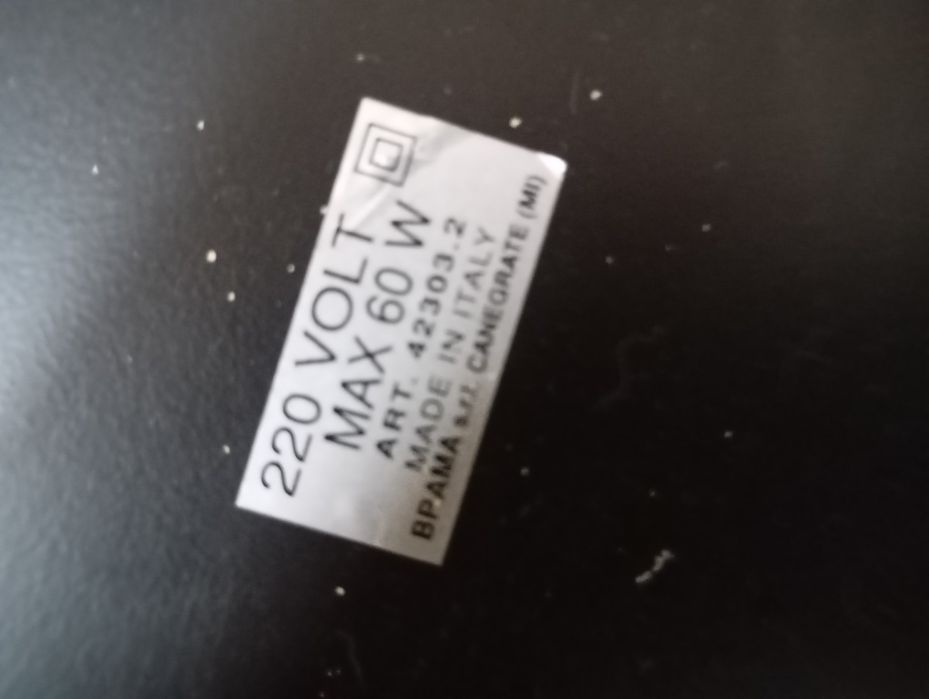 220 VOLT
MAX 60 W
ART. 42303.2
MADE IN ITALY
BPAMA s.r.l. CANEGRATE (MI)